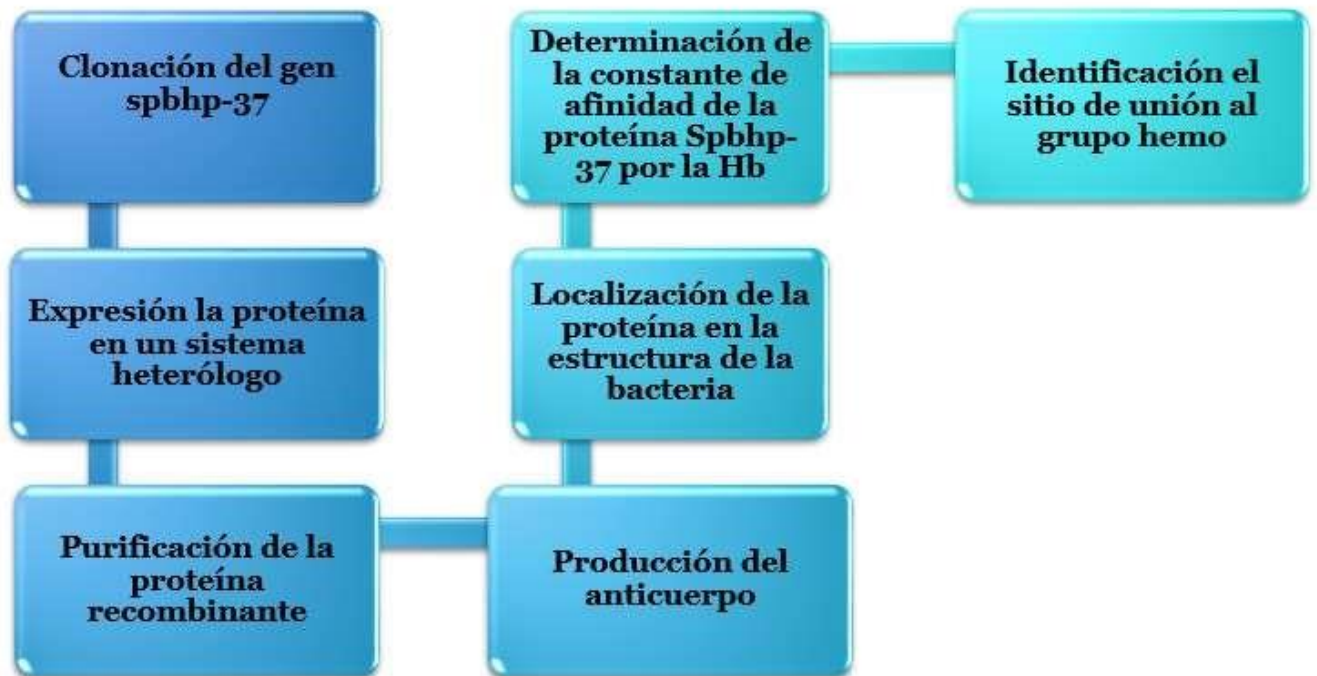 Clonación del gen
spbhp-37
Expresión la proteína
en un sistema
heterólogo
Purificación de la
proteína
recombinante
Producción del
anticuerpo
Localización de la
proteína en la
estructura de la
bacteria
Determinación de
la constante de
afinidad de la
proteína Spbhp-
37 por la Hb
Identificación el
sitio de unión al
grupo hemo